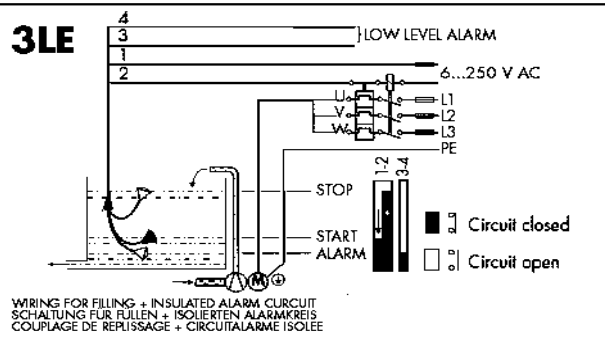 3LE
4
3
LOW LEVEL ALARM
1
2
6...250 V AC
U
L1
V
L2
W
L3
PE
1-2
3-4
STOP
START
ALARM
Circuit closed
Circuit open
M
WIRING FOR FILLING + INSULATED ALARM CURCUIT
SCHALTUNG FÜR FÜLLEN + ISOLIERTEN ALARMKREIS
COUPLAGE DE REPLISSAGE + CIRCUITALARME ISOLEE